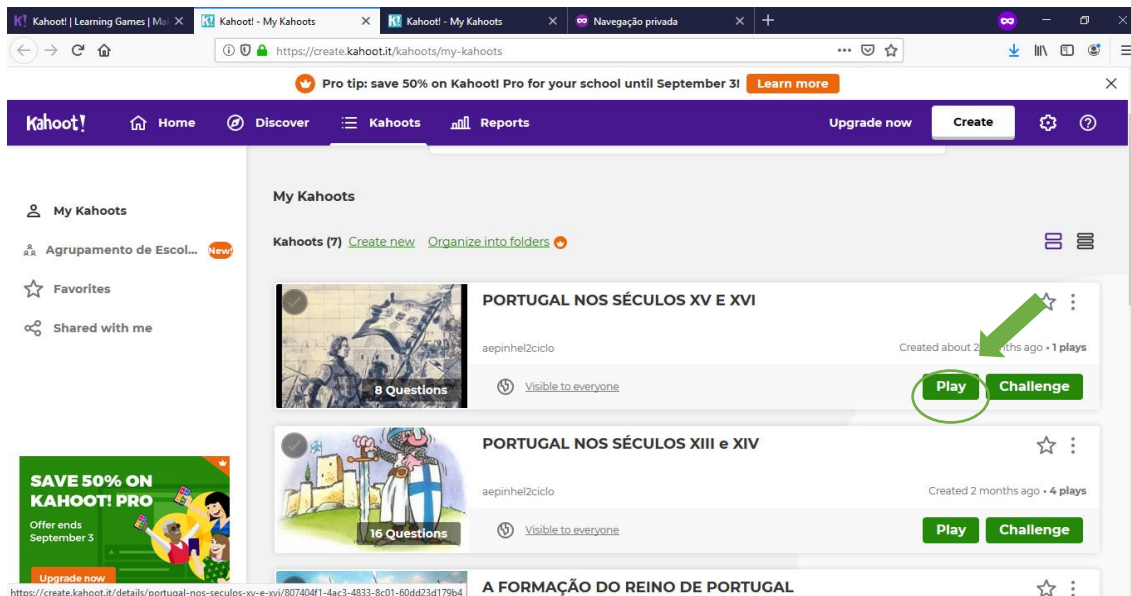 Kahoot! | Learning Games | Ma
Kahoot! - My Kahoots
Kahoot! - My Kahoots
Navegação privada
https://create.kahoot.it/kahoots/my-kahoots
Pro tip: save 50% on Kahoot! Pro for your school until September 3!
Learn more
Kahoot!
Home
Discover
Kahoots
Reports
Upgrade now
Create
My Kahoots
Agrupamento de Escol...
New!
Favorites
Shared with me
SAVE 50% ON
KAHOOT! PRO
Offer ends
September 3
Upgrade now
My Kahoots
Kahoots (7) Create new Organize into folders
PORTUGAL NOS SÉCULOS XV E XVI
aepinhel2ciclo
Created about 2 months ago • 1 plays
8 Questions
Visible to everyone
Play
Challenge
PORTUGAL NOS SÉCULOS XIII e XIV
aepinhel2ciclo
Created 2 months ago • 4 plays
16 Questions
Visible to everyone
Play
Challenge
A FORMAÇÃO DO REINO DE PORTUGAL
https://create.kahoot.it/details/portugal-nos-seculos-xv-e-xvi/807404f1-4ac3-4833-8c01-60dd23d179b4